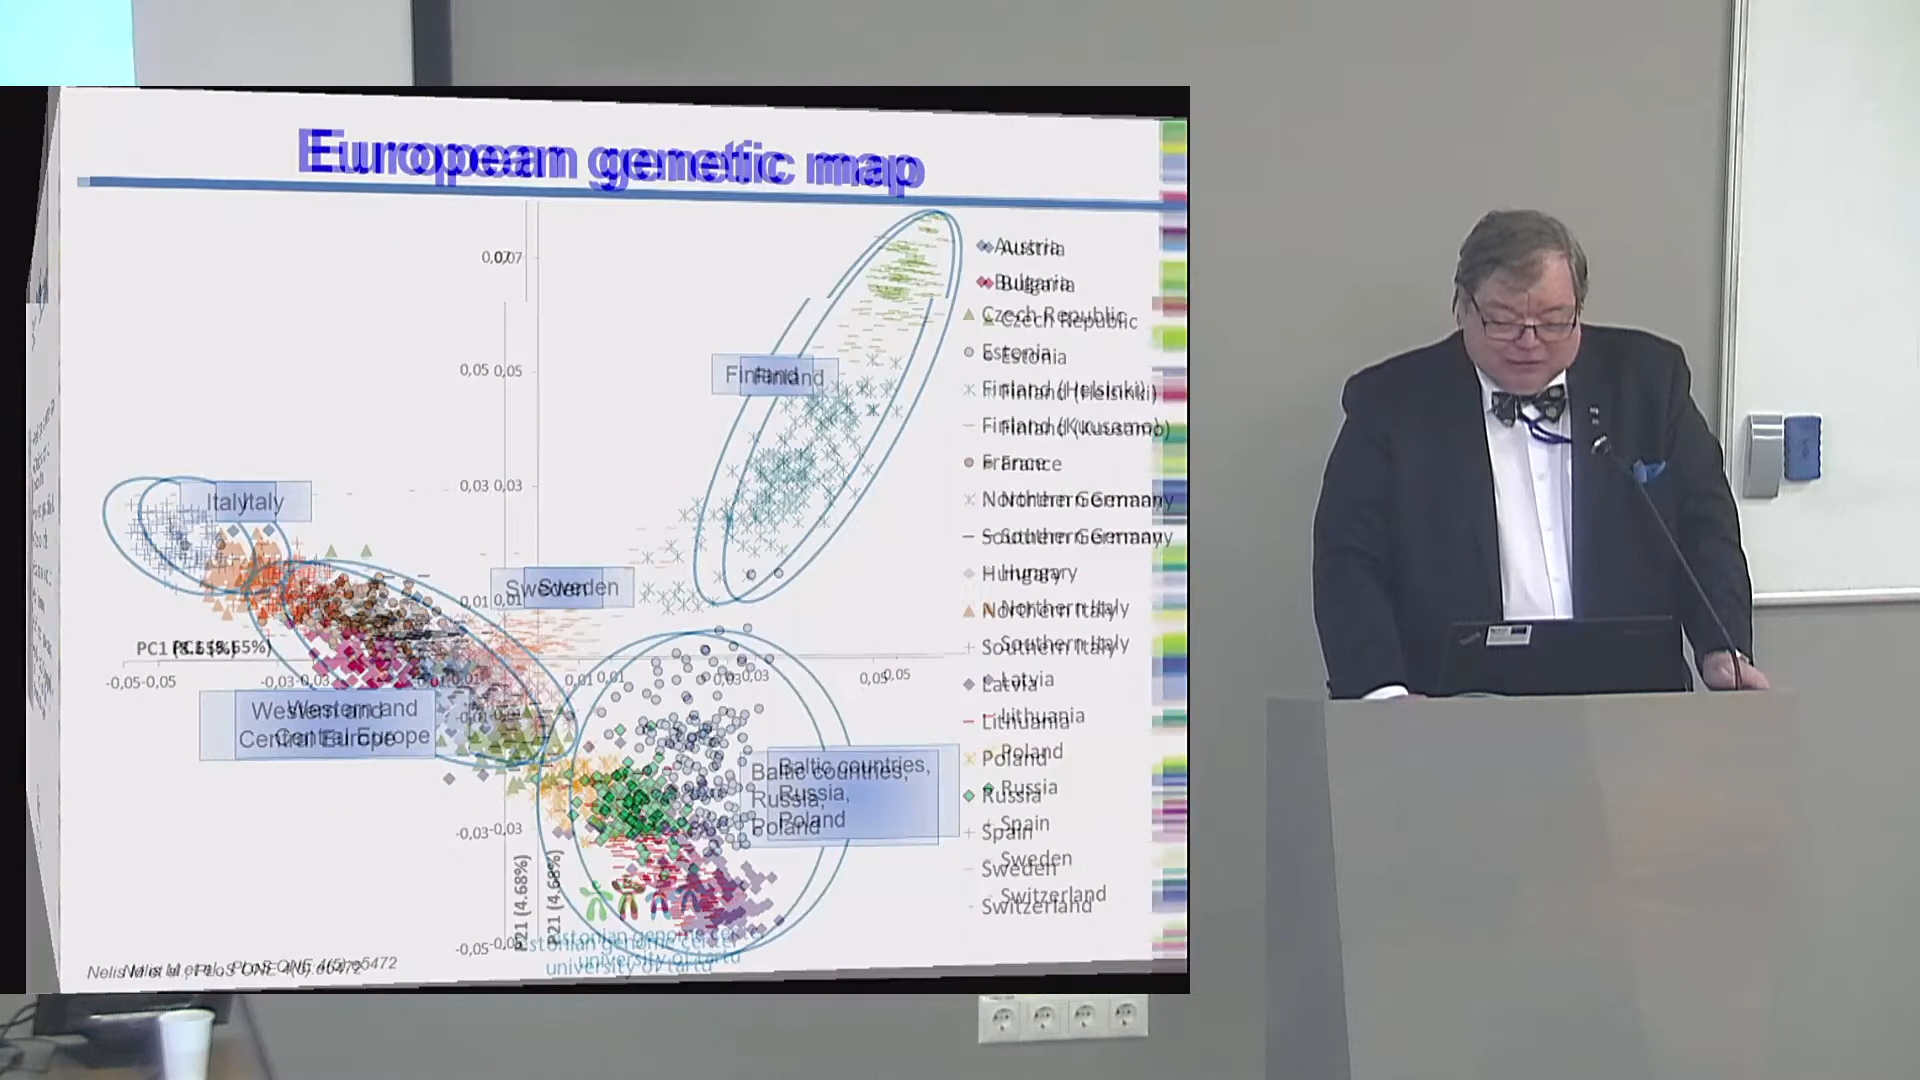 European genetic map
0,07
0,05
0,03
0,01
Finland
Italy
Sweden
PC1 (8.65%)
-0,05
-0,03
-0,01
0,01
0,03
0,05
-0,01
-0,03
-0,05
Western and
Central Europe
Baltic countries,
Russia,
Poland
P21 (4.68%)
Austria
Bulgaria
Czech Republic
Estonia
Finland (Helsinki)
Finland (Kuusamo)
France
Northern Germany
Southern Germany
Hungary
Northern Italy
Southern Italy
Latvia
Lithuania
Poland
Russia
Spain
Sweden
Switzerland
estonian genome center
university of tartu
Nelis M et al., PLoS ONE 4(5):e5472